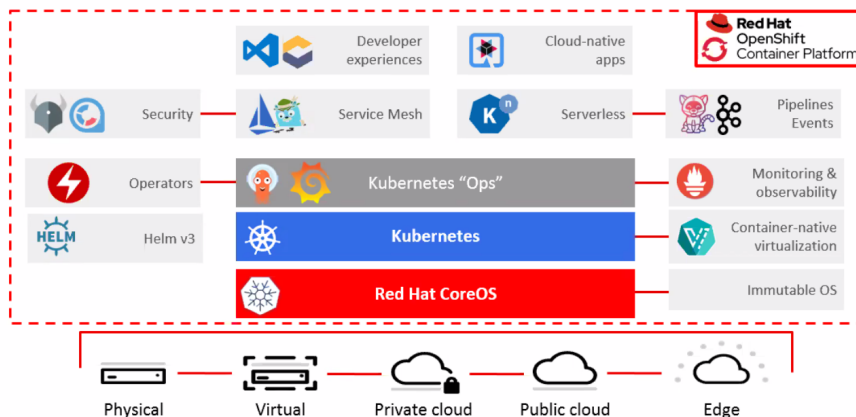 Red Hat
OpenShift
Container Platform
Developer
experiences
Cloud-native
apps
Security
Service Mesh
K
n
Serverless
Pipelines
Events
Operators
Kubernetes “Ops”
Monitoring &
observability
HELM
Helm v3
Kubernetes
Container-native
virtualization
Red Hat CoreOS
Immutable OS
Physical
Virtual
Private cloud
Public cloud
Edge